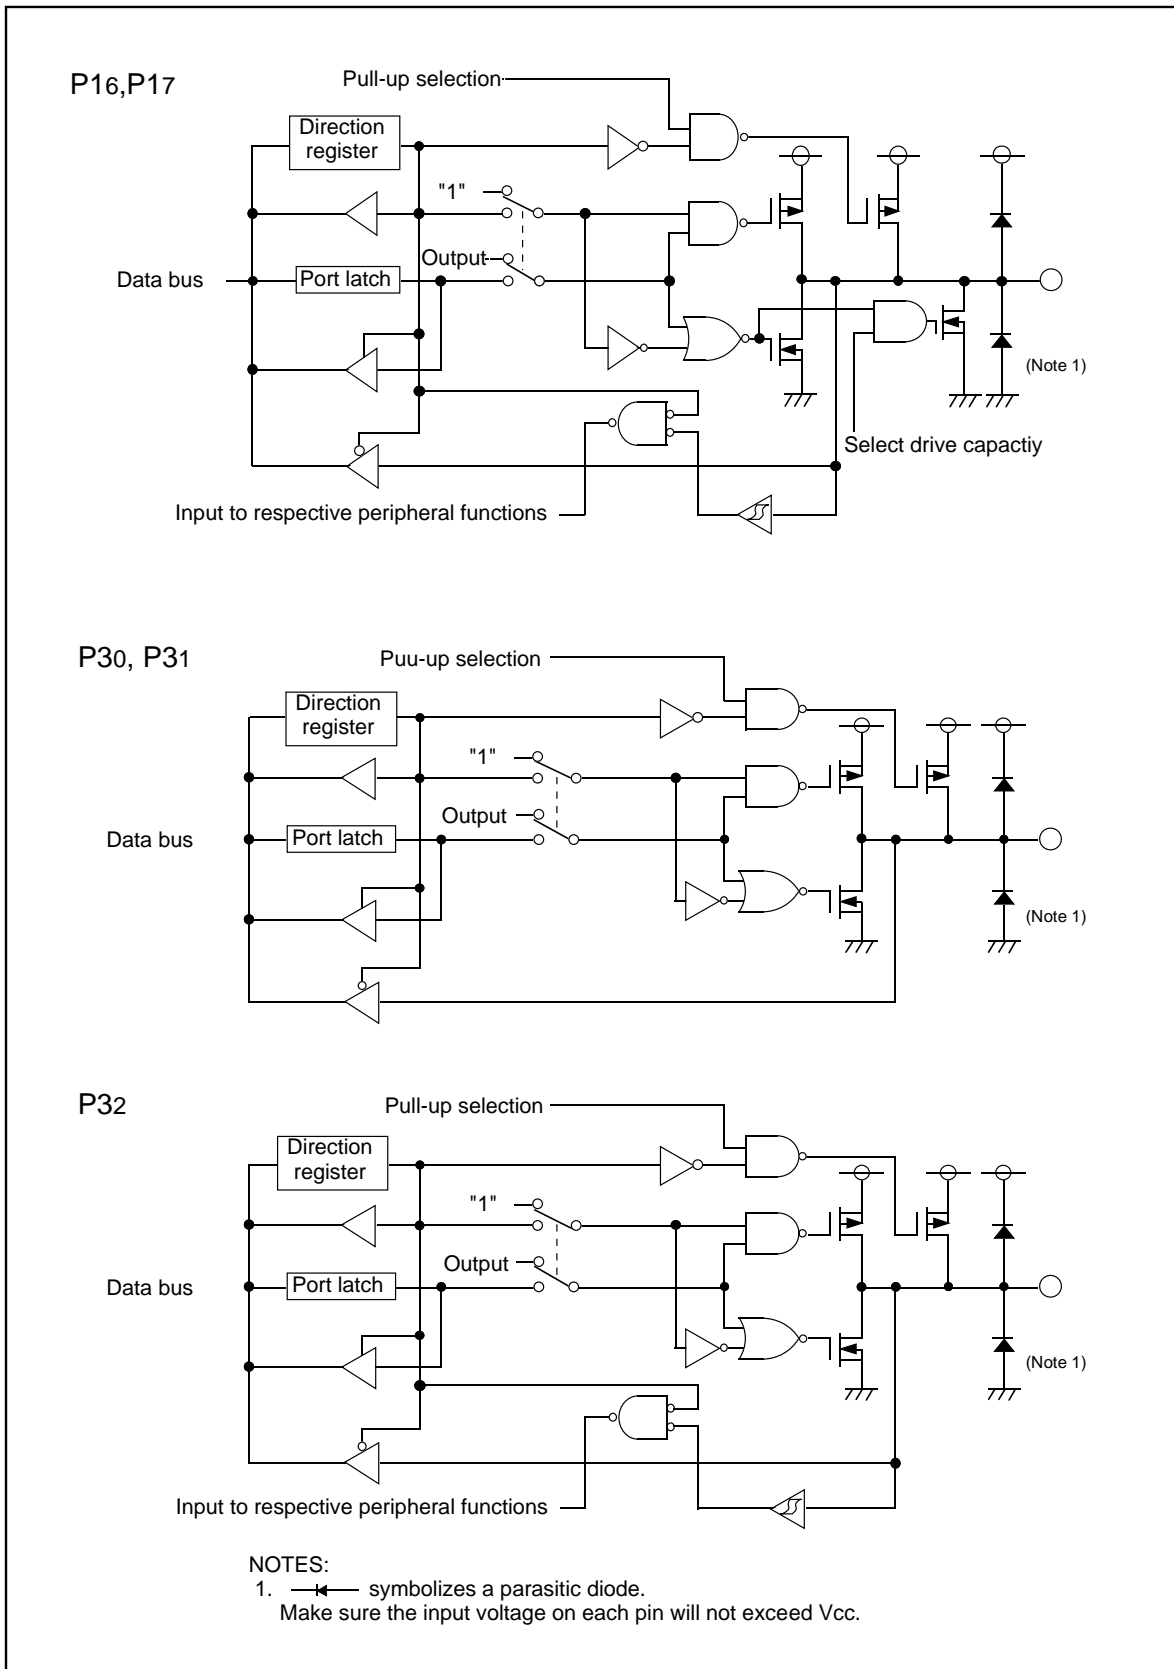 P16,P17
Pull-up selection
Direction
register
"1"
Output
Data bus
Port latch
(Note 1)
Select drive capactiy
Input to respective peripheral functions
P30, P31
Puu-up selection
Direction
register
"1"
Output
Data bus
Port latch
(Note 1)
P32
Pull-up selection
Direction
register
"1"
Output
Data bus
Port latch
(Note 1)
Input to respective peripheral functions
NOTES:
1. symbolizes a parasitic diode.
Make sure the input voltage on each pin will not exceed Vcc.